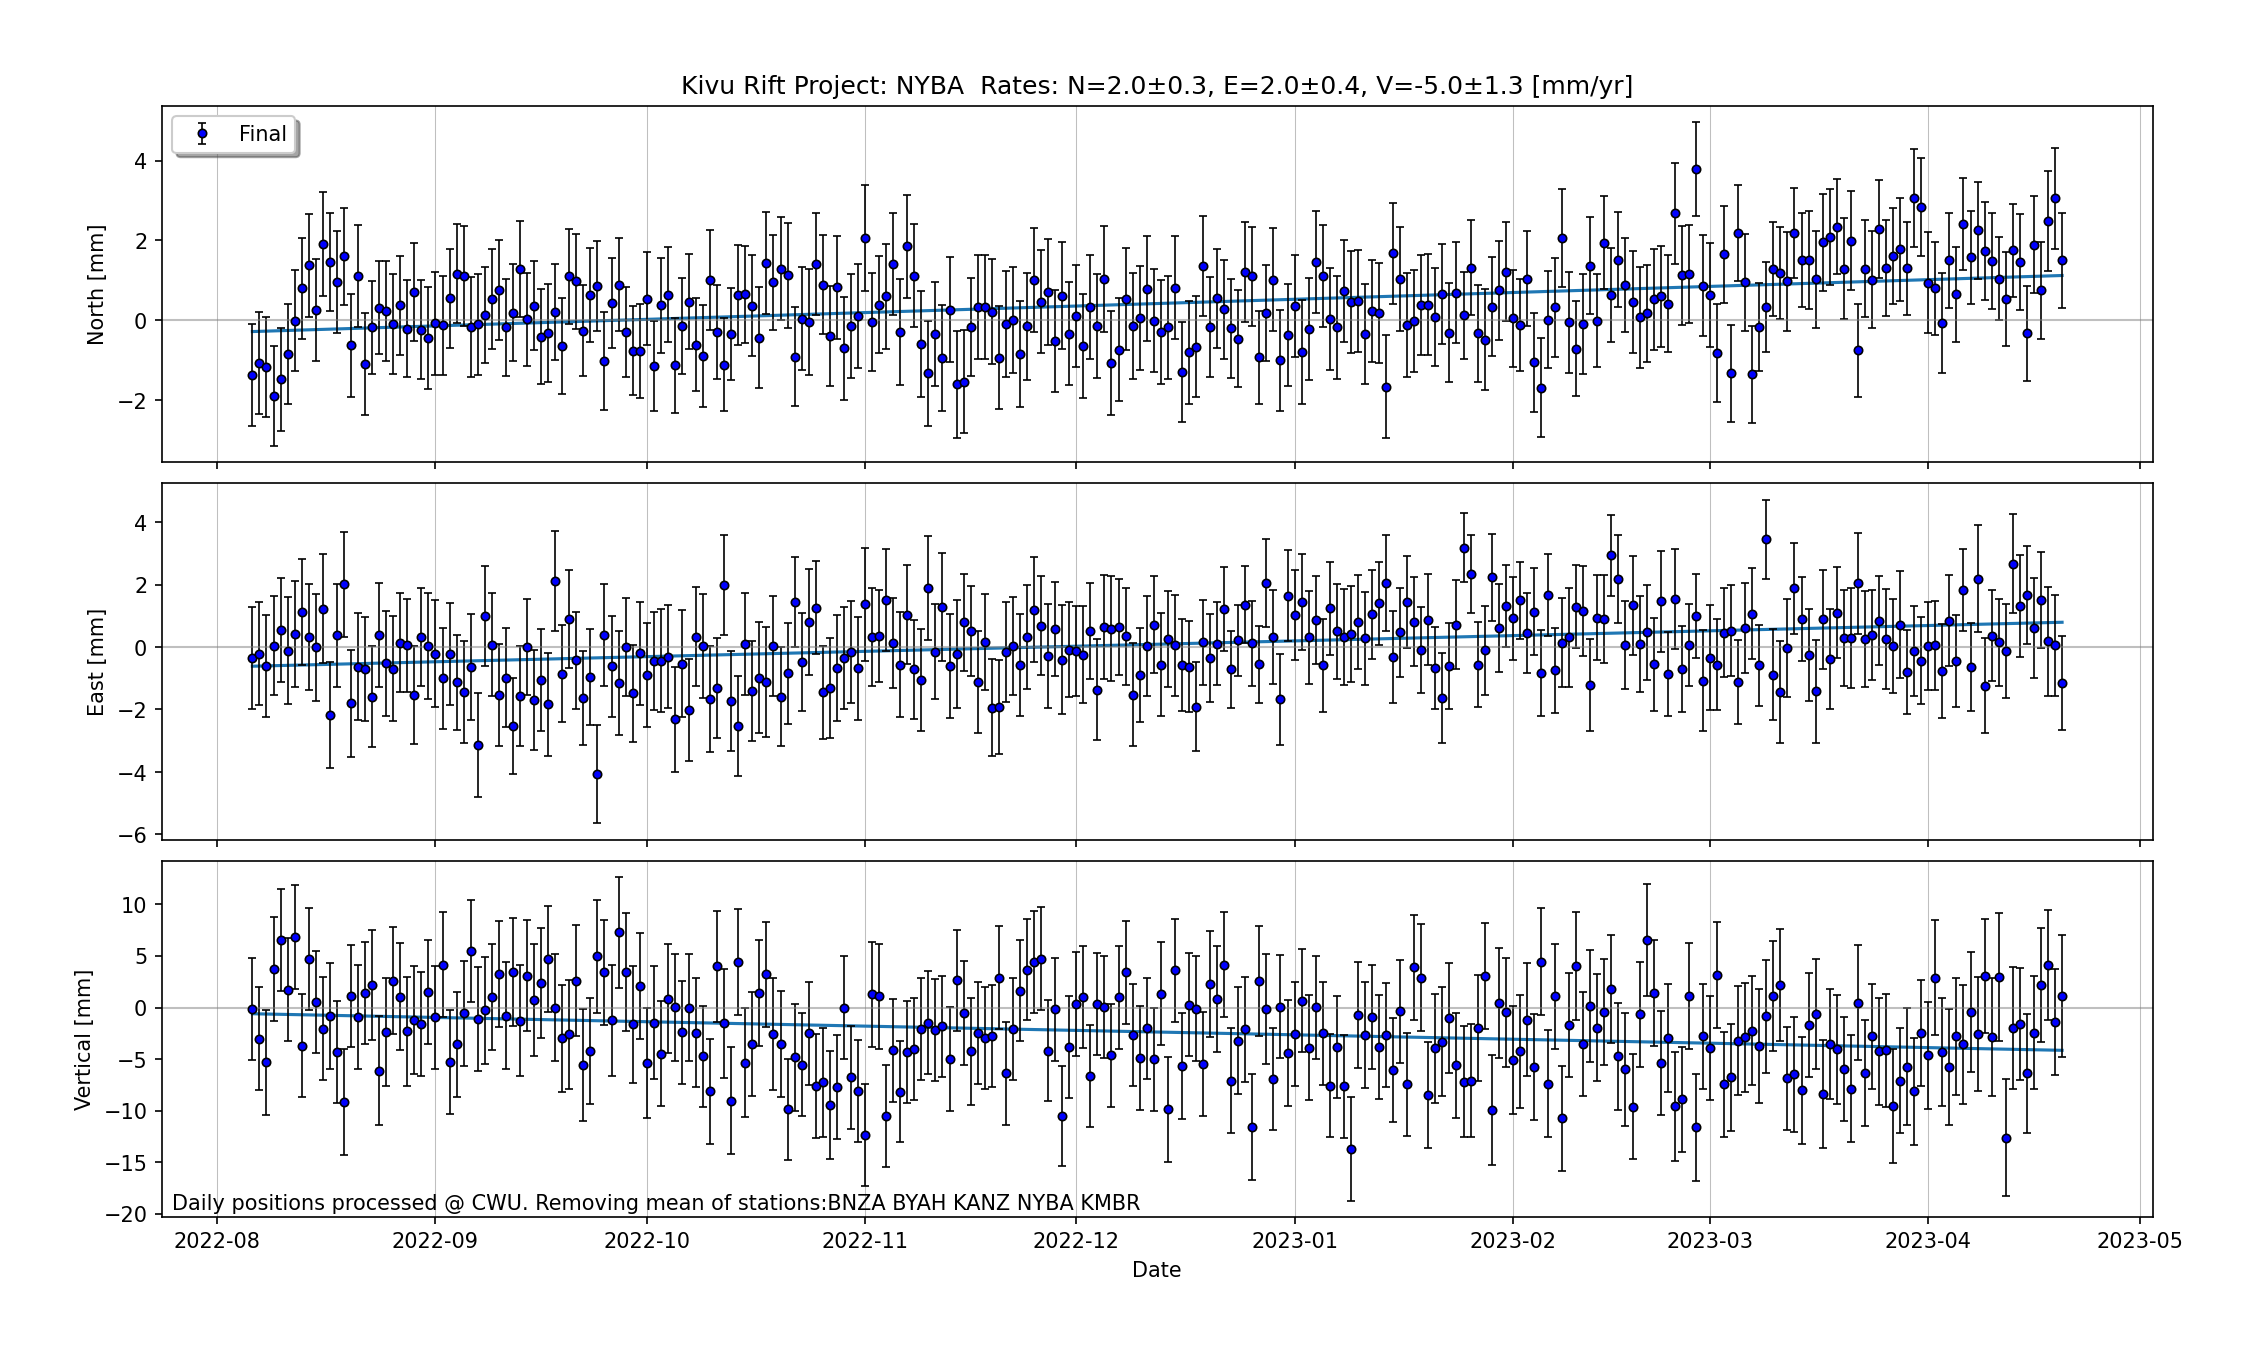 Kivu Rift Project: NYBA  Rates: N=2.0±0.3, E=2.0±0.4, V=-5.0±1.3 [mm/yr]
Final
North [mm]
4
2
0
−2
East [mm]
4
2
0
−2
−4
−6
Vertical [mm]
10
5
0
−5
−10
−15
−20
Daily positions processed @ CWU. Removing mean of stations:BNZA BYAH KANZ NYBA KMBR
2022-08 2022-09 2022-10 2022-11 2022-12 2023-01 2023-02 2023-03 2023-04 2023-05
Date